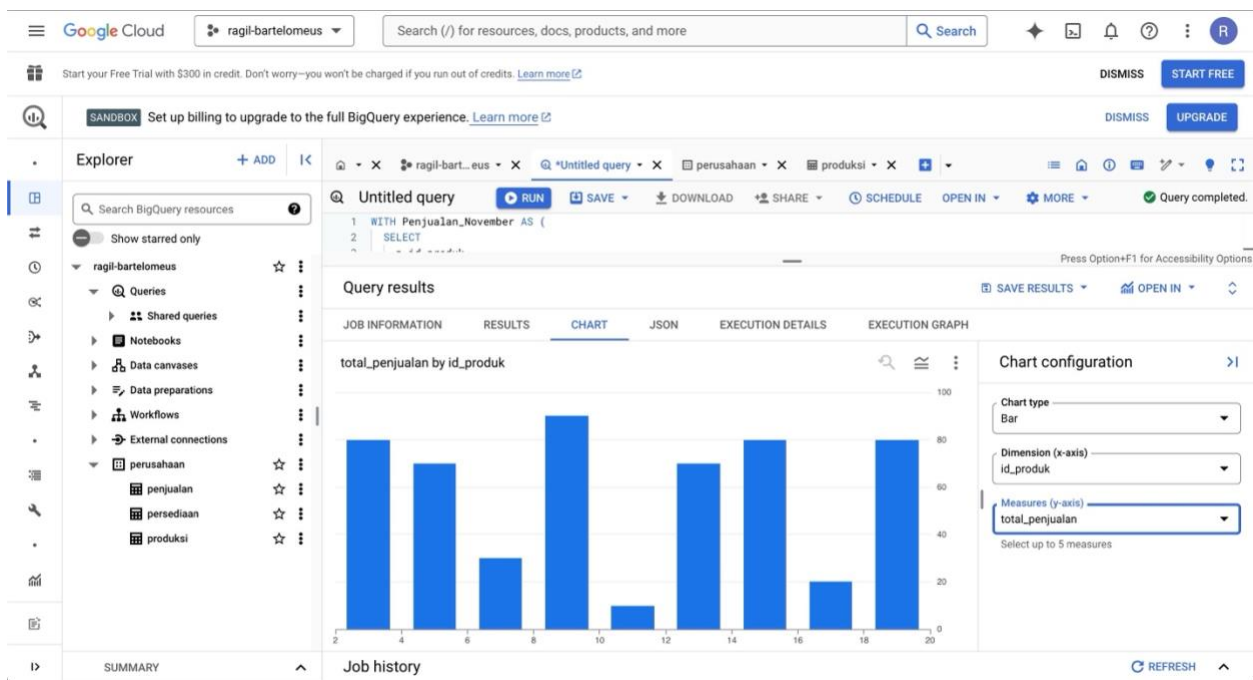 Google Cloud
ragil-bartelomeus
Search (/) for resources, docs, products, and more
Search
R
Start your Free Trial with $300 in credit. Don't worry—you won't be charged if you run out of credits. Learn more
DISMISS
START FREE
SANDBOX Set up billing to upgrade to the full BigQuery experience. Learn more
DISMISS
UPGRADE
Explorer
+ ADD
Search BigQuery resources
Show starred only
ragil-bartelomeus
Queries
Shared queries
Notebooks
Data canvases
Data preparations
Workflows
External connections
perusahaan
penjualan
persediaan
produksi
SUMMARY
ragil-bart... eus
*Untitled query
perusahaan
produksi
Untitled query
RUN
SAVE
DOWNLOAD
SHARE
SCHEDULE
OPEN IN
MORE
Query completed.
1 WITH Penjualan_November AS (
2 SELECT
Press Option+F1 for Accessibility Options
Query results
SAVE RESULTS
OPEN IN
JOB INFORMATION
RESULTS
CHART
JSON
EXECUTION DETAILS
EXECUTION GRAPH
total_penjualan by id_produk
100
80
60
40
20
0
2 4 6 8 10 12 14 16 18 20
Chart configuration
Chart type
Bar
Dimension (x-axis)
id_produk
Measures (y-axis)
total_penjualan
Select up to 5 measures
Job history
REFRESH